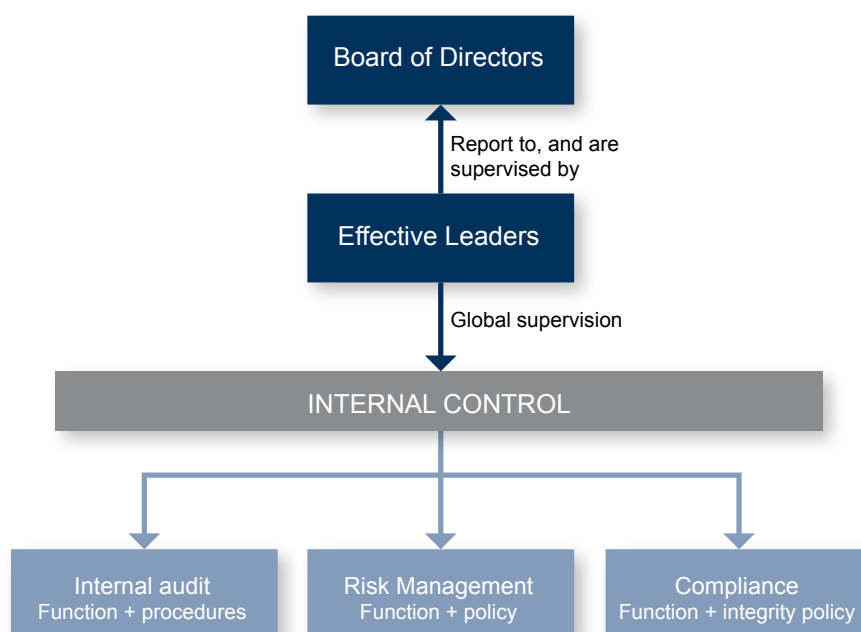 Board of Directors
Report to, and are
supervised by
Effective Leaders
Global supervision
INTERNAL CONTROL
Internal audit
Function + procedures
Risk Management
Function + policy
Compliance
Function + integrity policy